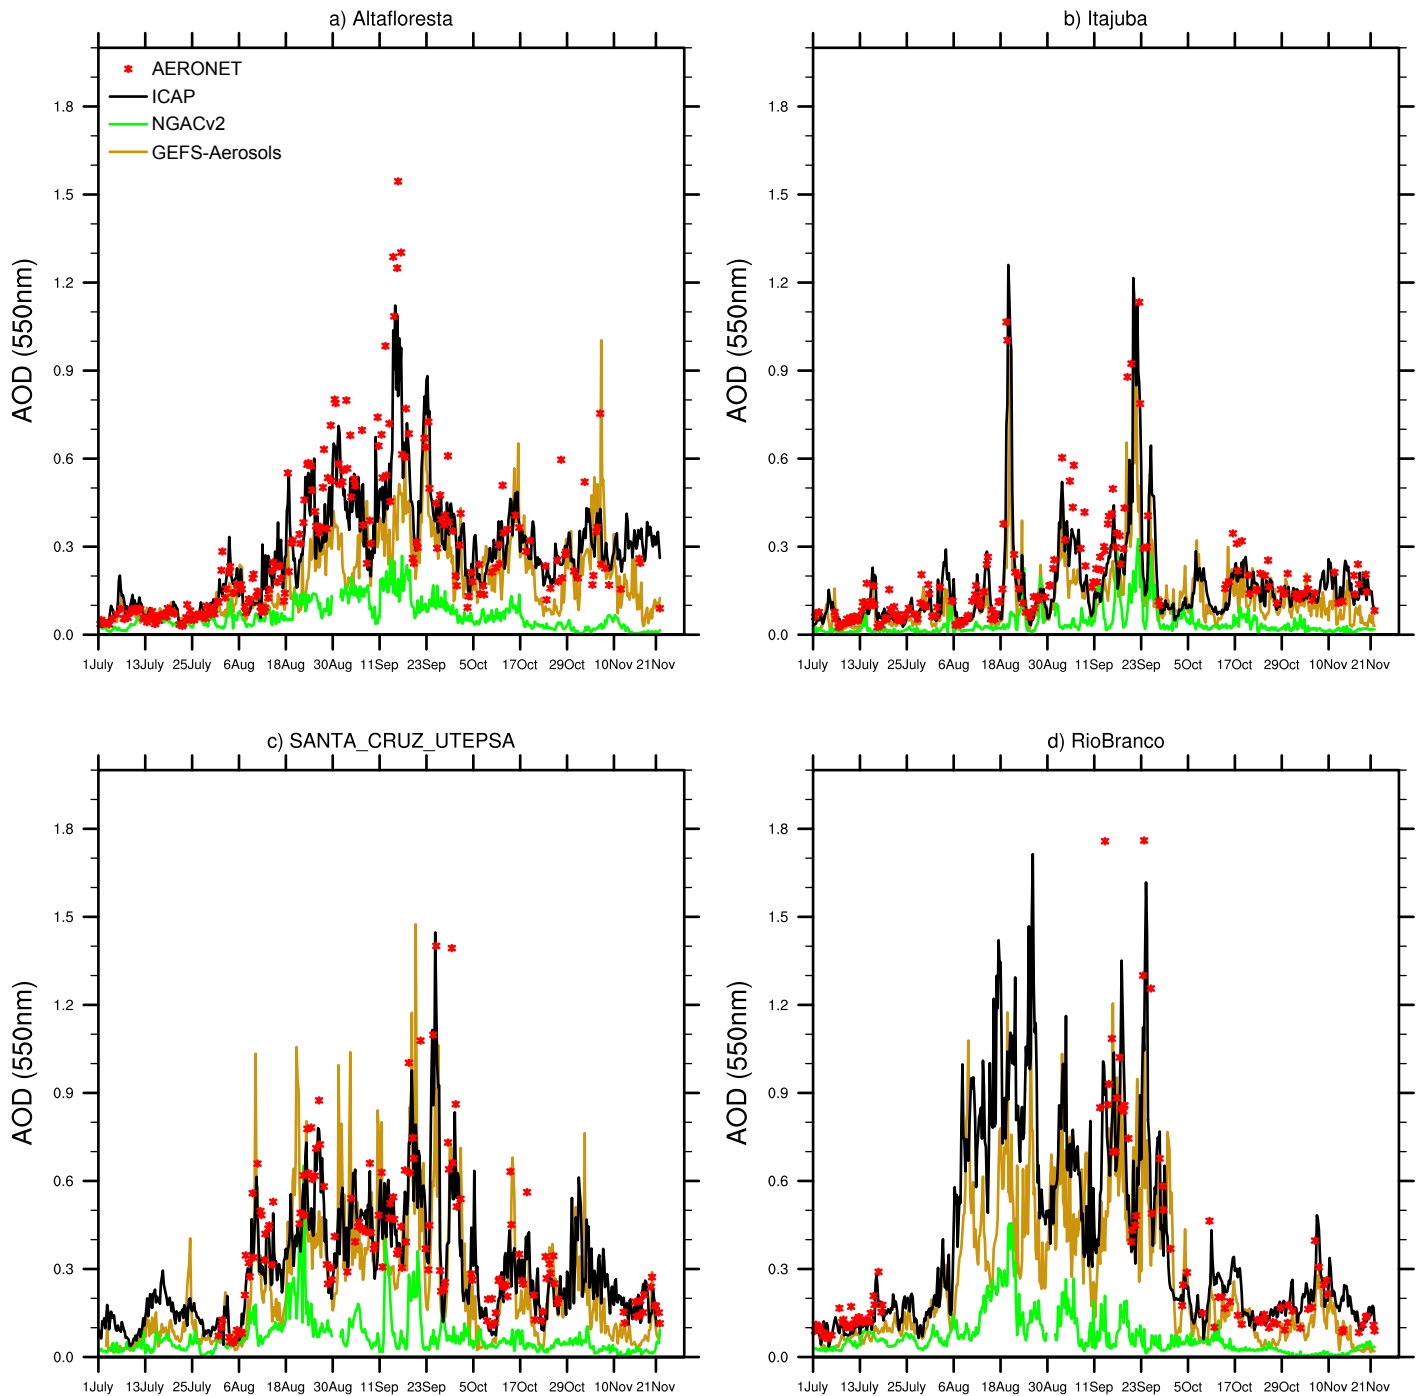 a) Altafloresta
AERONET
ICAP
NGACv2
GEFS-Aerosols
AOD (550nm)
1.8
1.5
1.2
0.9
0.6
0.3
0.0
1July 13July 25July 6Aug 18Aug 30Aug 11Sep 23Sep 5Oct 17Oct 29Oct 10Nov 21Nov
b) Itajuba
AOD (550nm)
1.8
1.5
1.2
0.9
0.6
0.3
0.0
1July 13July 25July 6Aug 18Aug 30Aug 11Sep 23Sep 5Oct 17Oct 29Oct 10Nov 21Nov
c) SANTA_CRUZ_UTEPSA
AOD (550nm)
1.8
1.5
1.2
0.9
0.6
0.3
0.0
1July 13July 25July 6Aug 18Aug 30Aug 11Sep 23Sep 5Oct 17Oct 29Oct 10Nov 21Nov
d) RioBranco
AOD (550nm)
1.8
1.5
1.2
0.9
0.6
0.3
0.0
1July 13July 25July 6Aug 18Aug 30Aug 11Sep 23Sep 5Oct 17Oct 29Oct 10Nov 21Nov